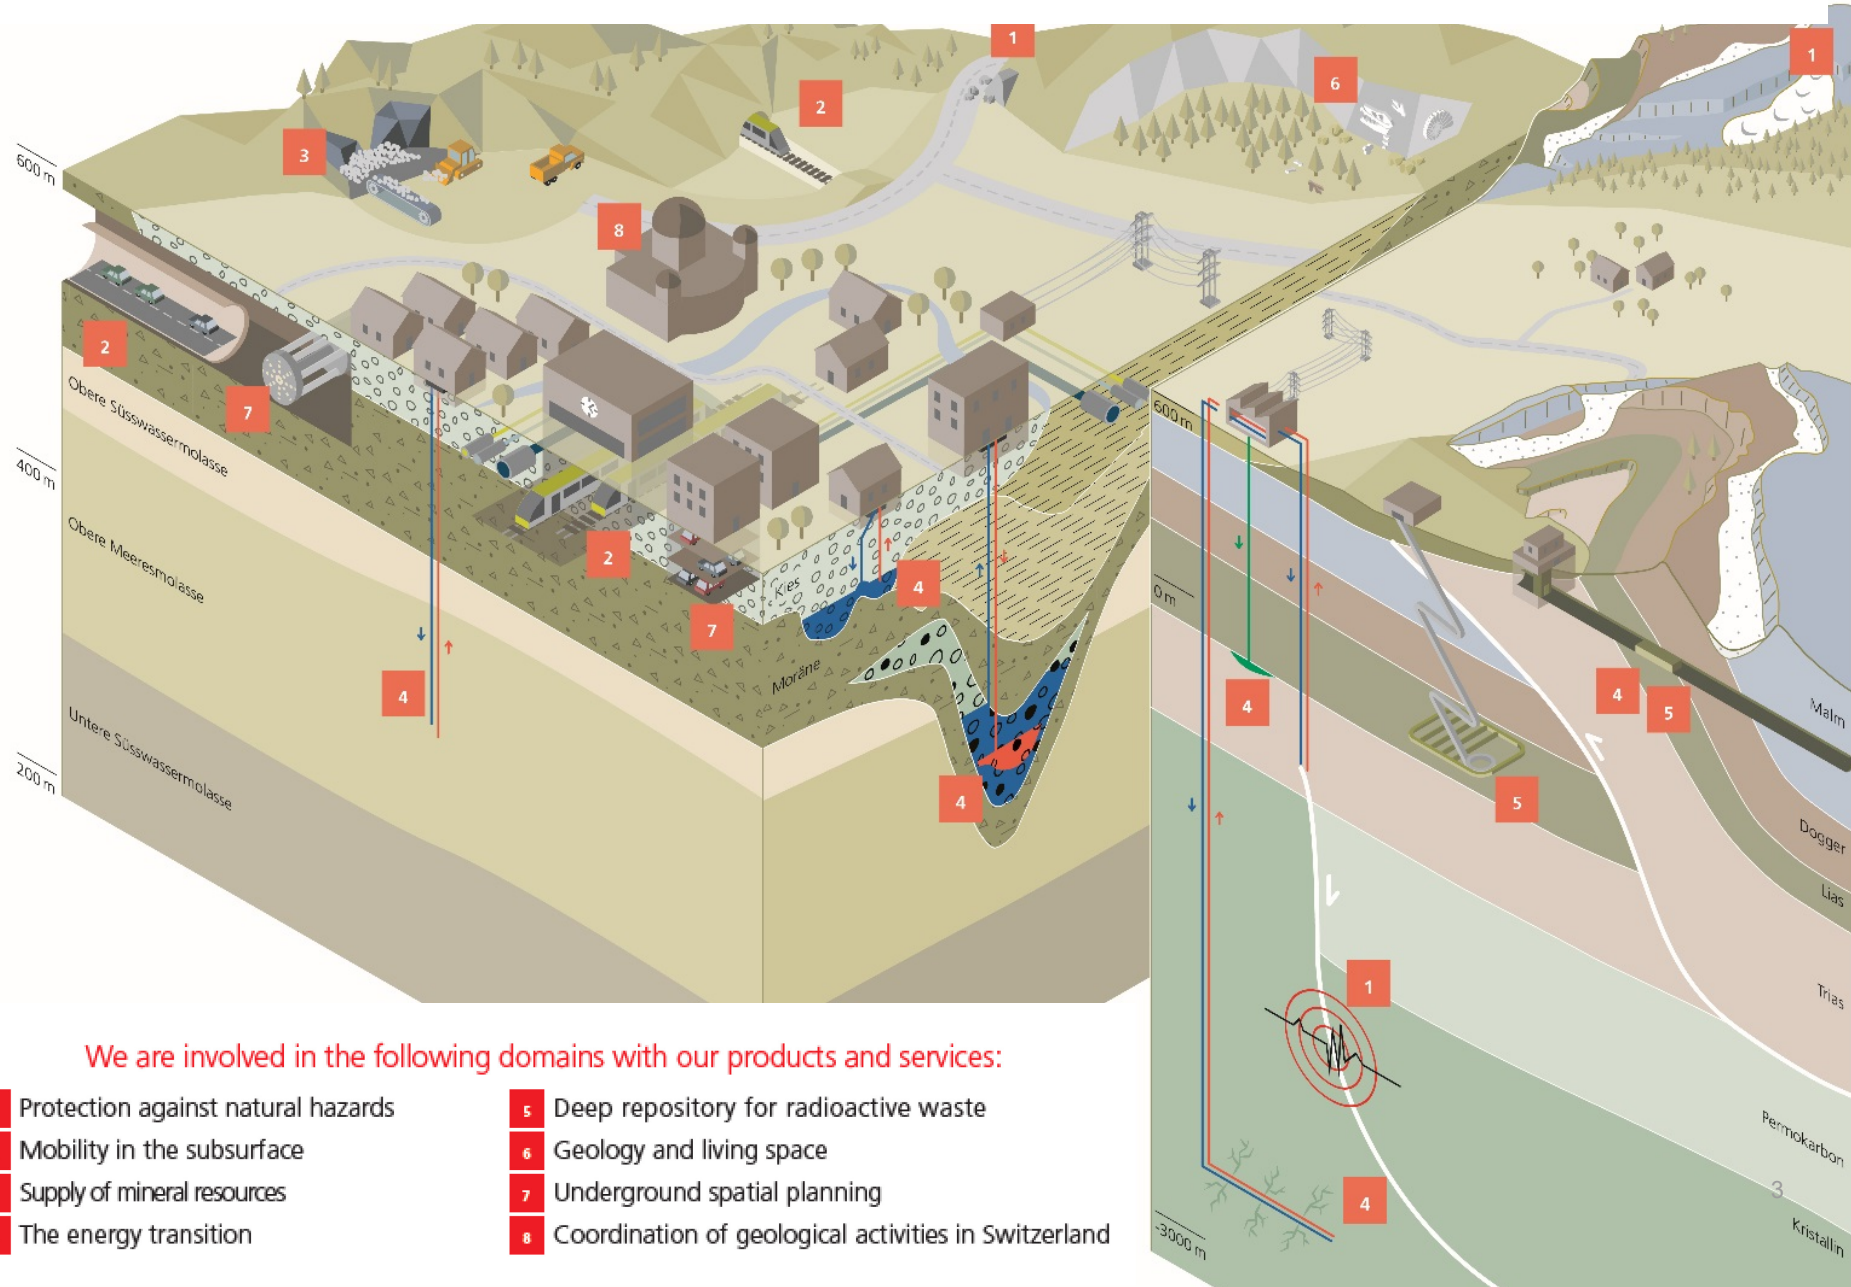 1
1
6
2
3
600 m
8
2
7
Obere Süsswassermolasse
400 m
Obere Meeresmolasse
Untere Süsswassermolasse
200 m
2
7
4
Kies
Moräne
4
4
600 m
0 m
4
4
5
5
Malm
Dogger
Lias
Trias
1
Permokarbon
3
4
-3000 m
Kristallin
We are involved in the following domains with our products and services:
Protection against natural hazards
Mobility in the subsurface
Supply of mineral resources
The energy transition
5 Deep repository for radioactive waste
6 Geology and living space
7 Underground spatial planning
8 Coordination of geological activities in Switzerland